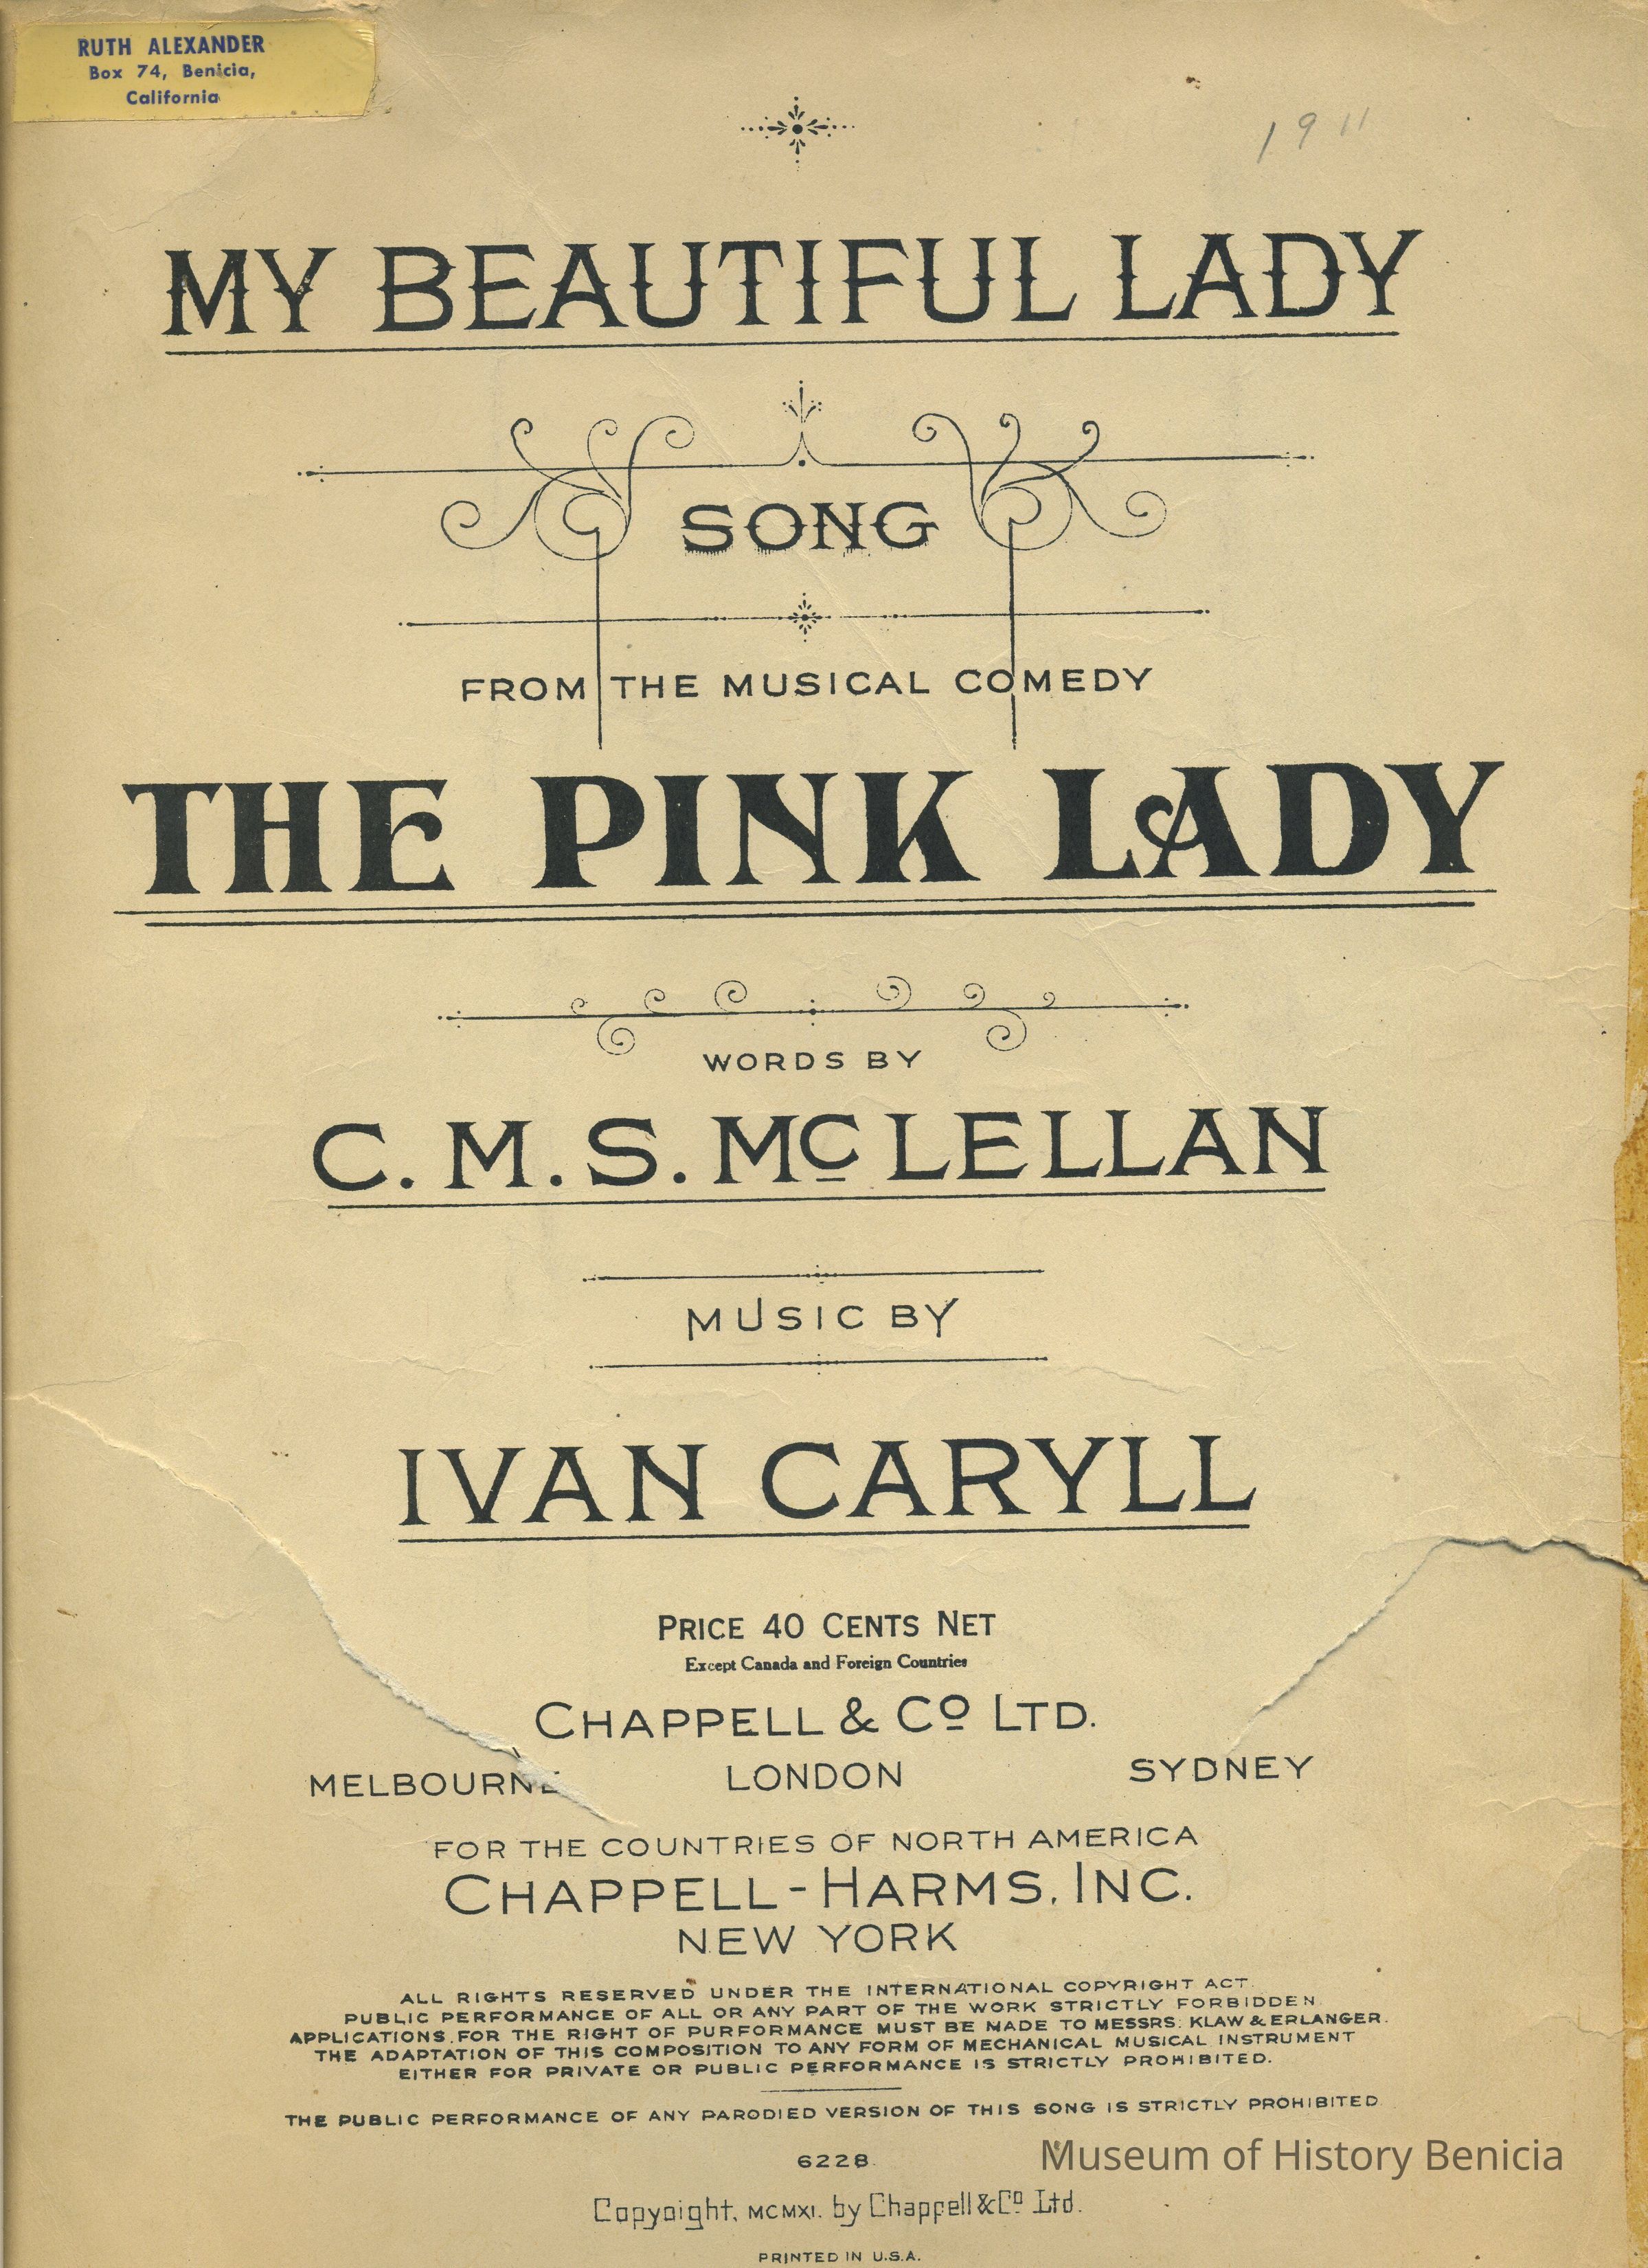 RUTH ALEXANDER
Box 74, Benicia,
California
1911
MY BEAUTIFUL LADY
SONG
FROM THE MUSICAL COMEDY
THE PINK LADY
WORDS BY
C. M. S. MC LELLAN
MUSIC BY
IVAN CARYLL
PRICE 40 CENTS NET
Except Canada and Foreign Countries
CHAPPELL & CO LTD.
MELBOURNE LONDON SYDNEY
FOR THE COUNTRIES OF NORTH AMERICA
CHAPPELL-HARMS, INC.
NEW YORK
ALL RIGHTS RESERVED UNDER THE INTERNATIONAL COPYRIGHT ACT.
PUBLIC PERFORMANCE OF ALL OR ANY PART OF THE WORK STRICTLY FORBIDDEN.
APPLICATIONS FOR THE RIGHT OF PURFORMANCE MUST BE MADE TO MESSRS. KLAW & ERLANGER.
THE ADAPTATION OF THIS COMPOSITION TO ANY FORM OF MECHANICAL MUSICAL INSTRUMENT
EITHER FOR PRIVATE OR PUBLIC PERFORMANCE IS STRICTLY PROHIBITED.
THE PUBLIC PERFORMANCE OF ANY PARODIED VERSION OF THIS SONG IS STRICTLY PROHIBITED.
6228.
Museum of History Benicia
Copyright, MCMXI. by Chappell & Co Ltd.
PRINTED IN U.S.A.